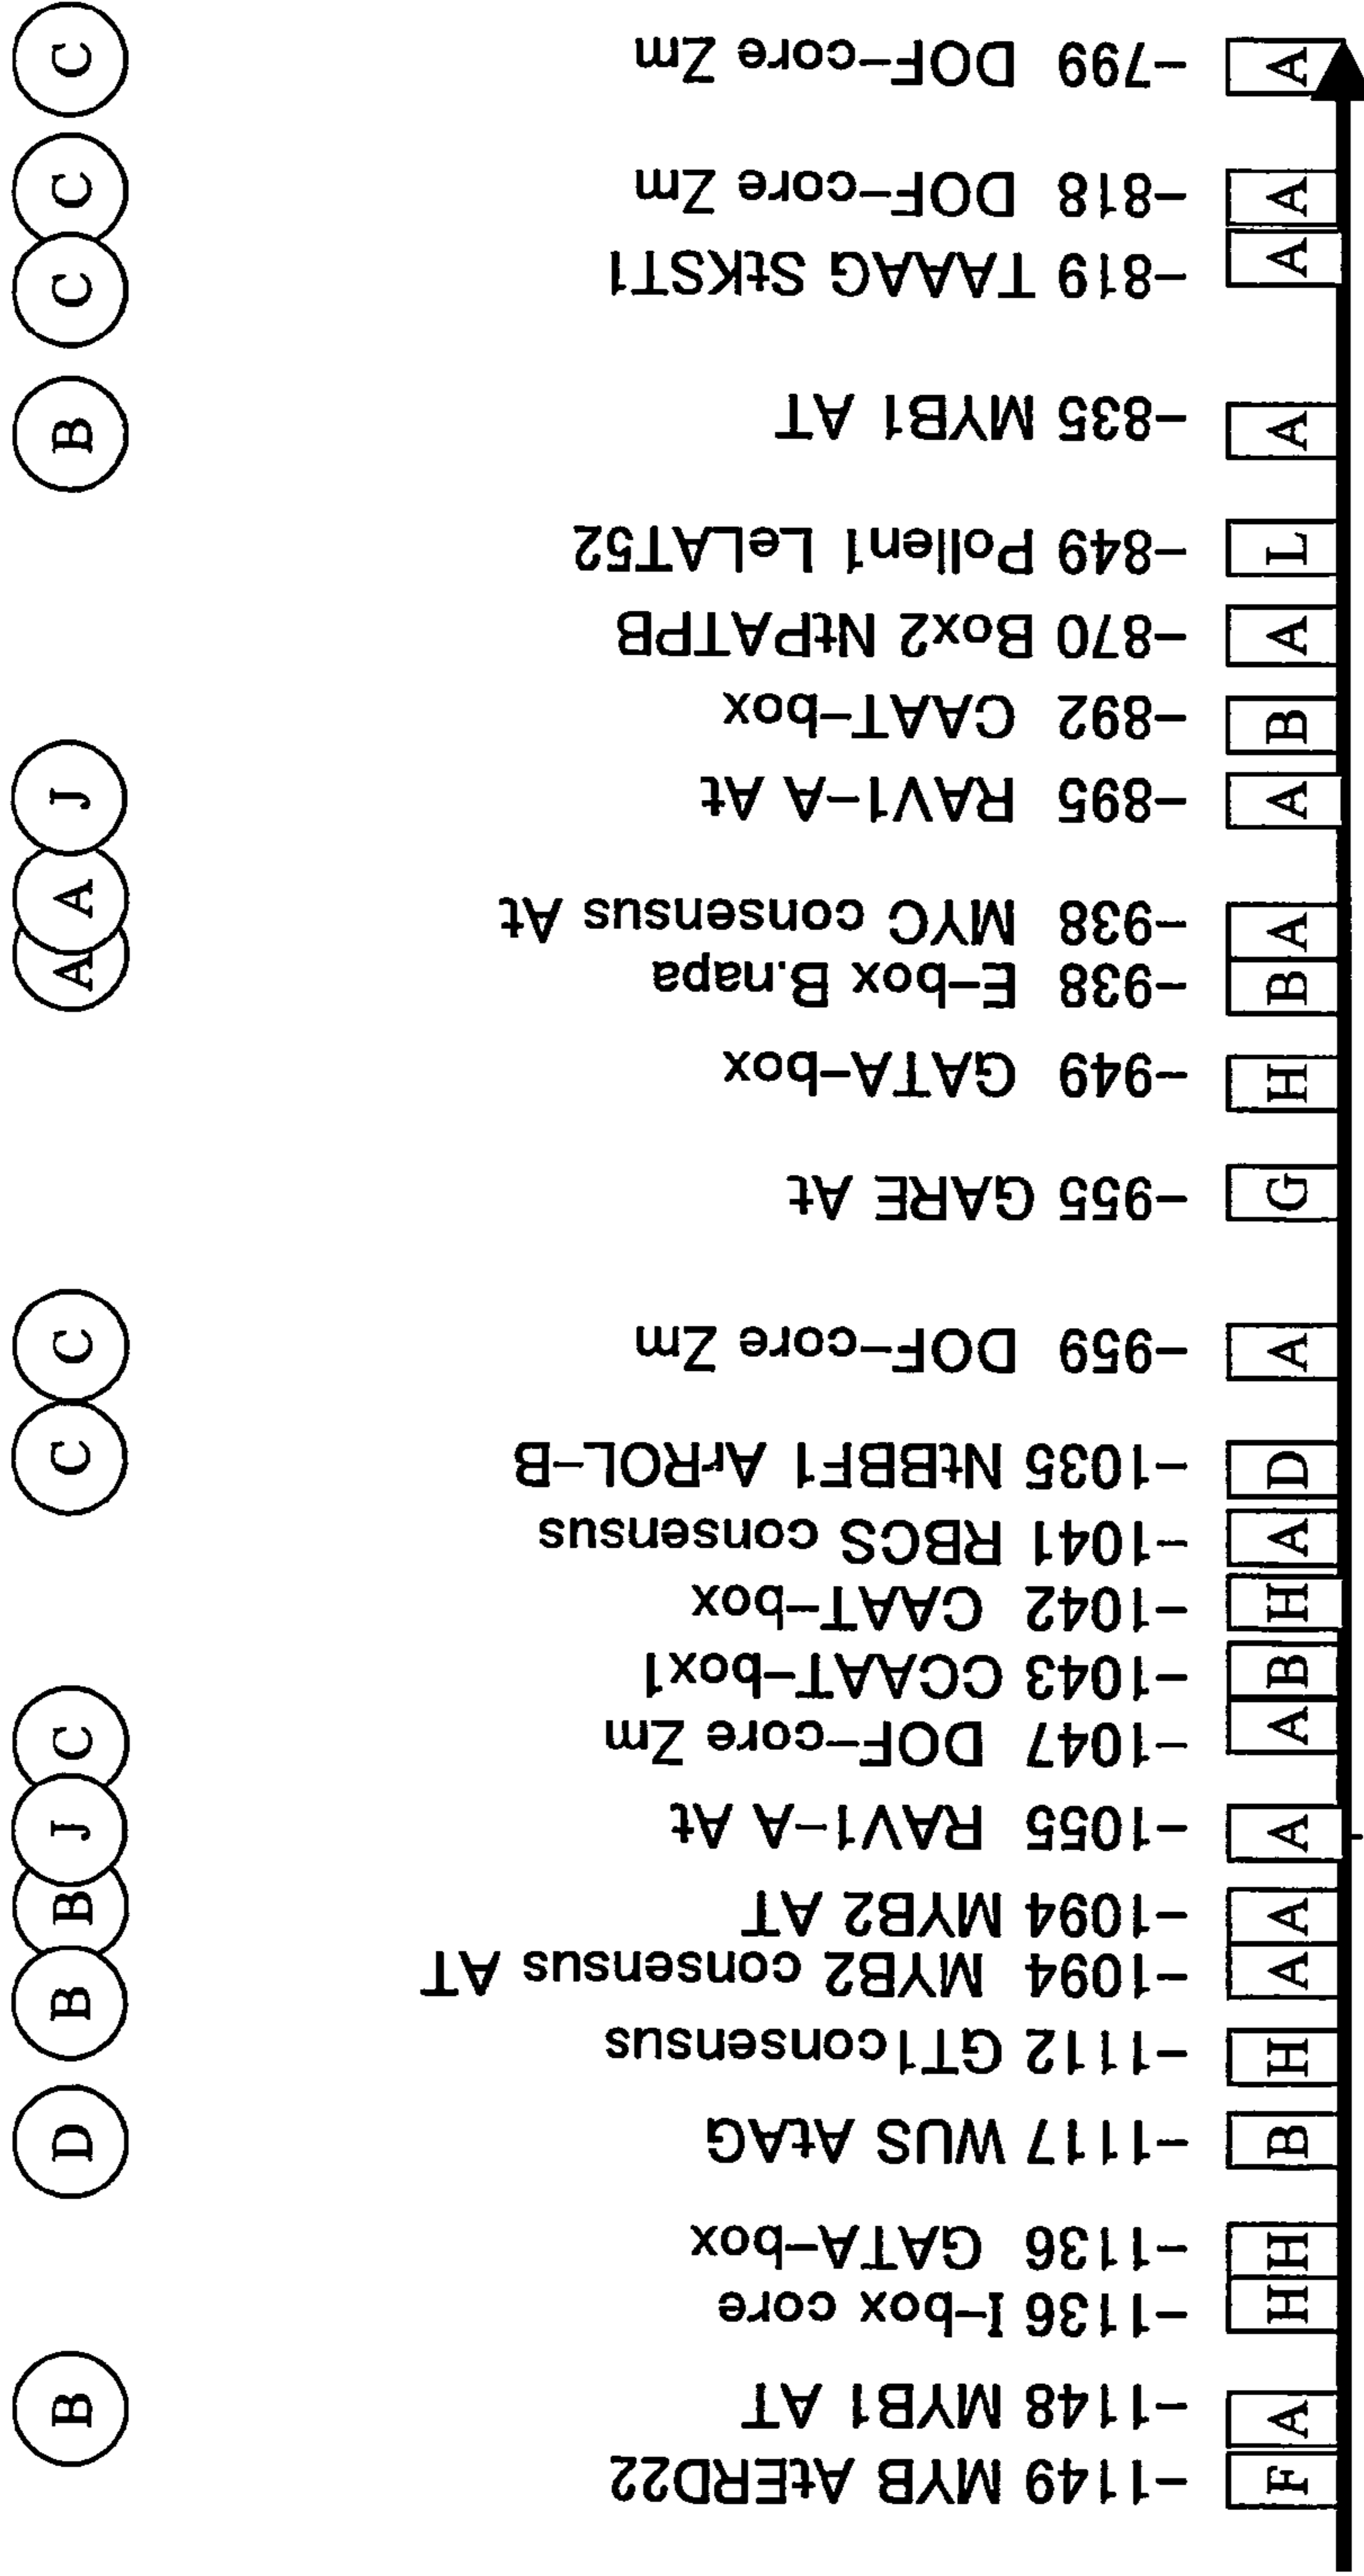 -799 DOF-core Zm
-818 DOF-core Zm
-819 TAAAG StKST1
-835 MYB1 AT
-849 Pollen1 LeLAT52
-870 Box2 NtPATPB
-892 CAAT-box
-895 RAV1-A At
-938 MYC consensus At
-938 E-box B.napa
-949 GATA-box
-955 GARE At
-959 DOF-core Zm
-1035 NtBBF1 ArROL-B
-1041 RBCS consensus
-1042 CAAT-box
-1043 CCAAT-box1
-1047 DOF-core Zm
-1055 RAV1-A At
-1094 MYB2 AT
-1094 MYB2 consensus AT
-1112 GT1consensus
-1117 WUS AtAG
-1136 GATA-box
-1136 I-box core
-1148 MYB1 AT
-1149 MYB AtERD22
C
C
C
B
J
A
A
C
C
C
J
B
B
D
B
A
A
A
A
L
A
B
A
A
B
H
G
A
D
A
H
B
A
A
A
A
H
B
H
H
A
F